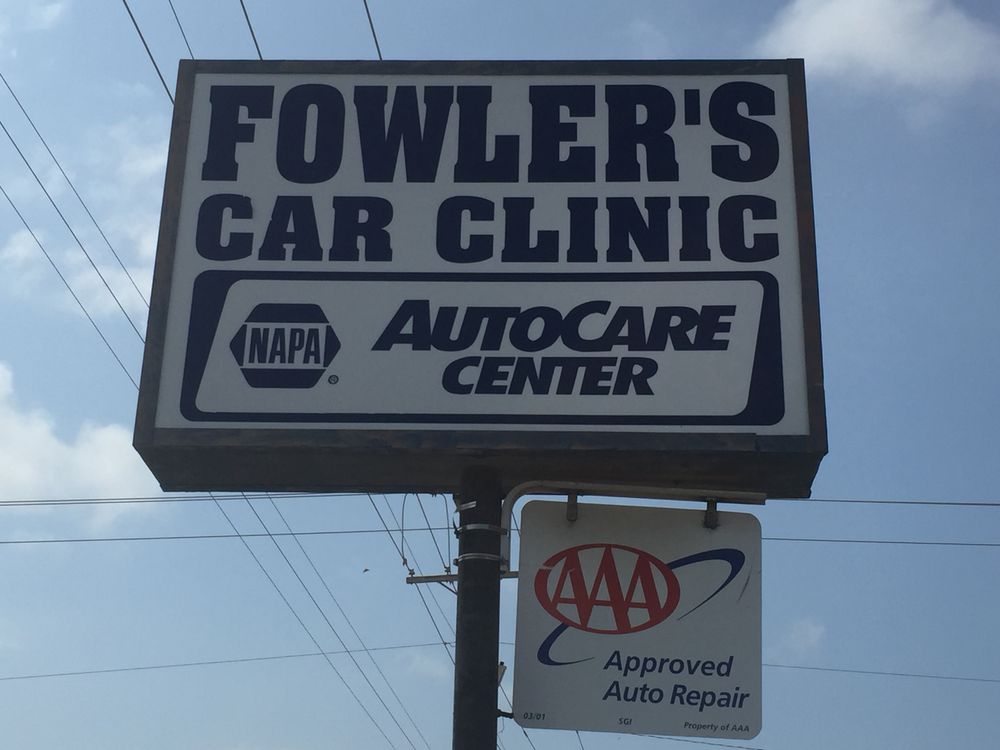 FOWLER'S
CAR CLINIC
NAPA®
AUTOCARE
CENTER
AAA
Approved
Auto Repair
03/01 SGI Property of AAA